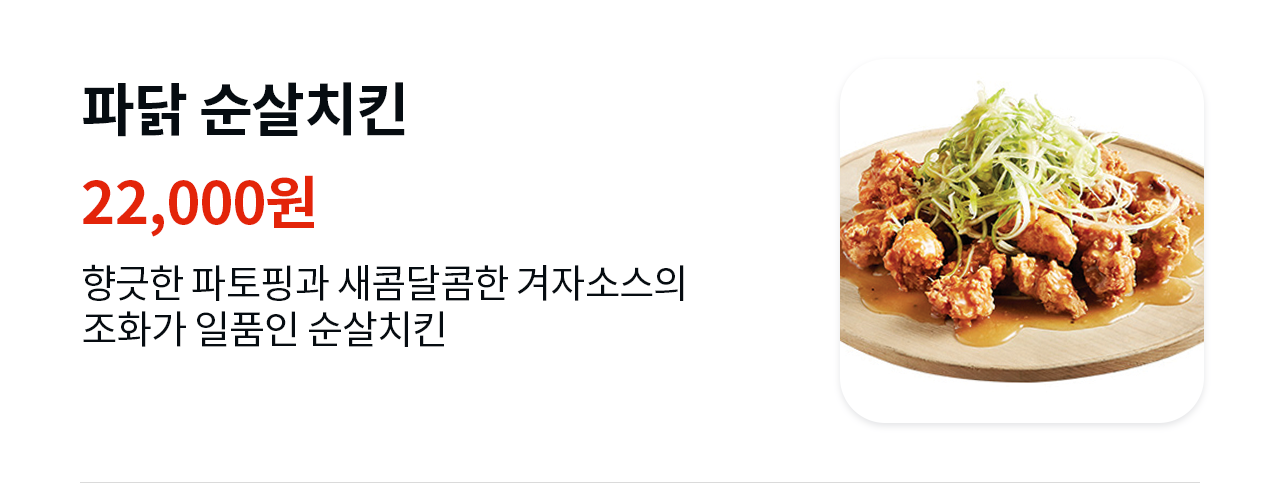 파닭 순살치킨
22,000원
향긋한 파토핑과 새콤달콤한 겨자소스의
조화가 일품인 순살치킨